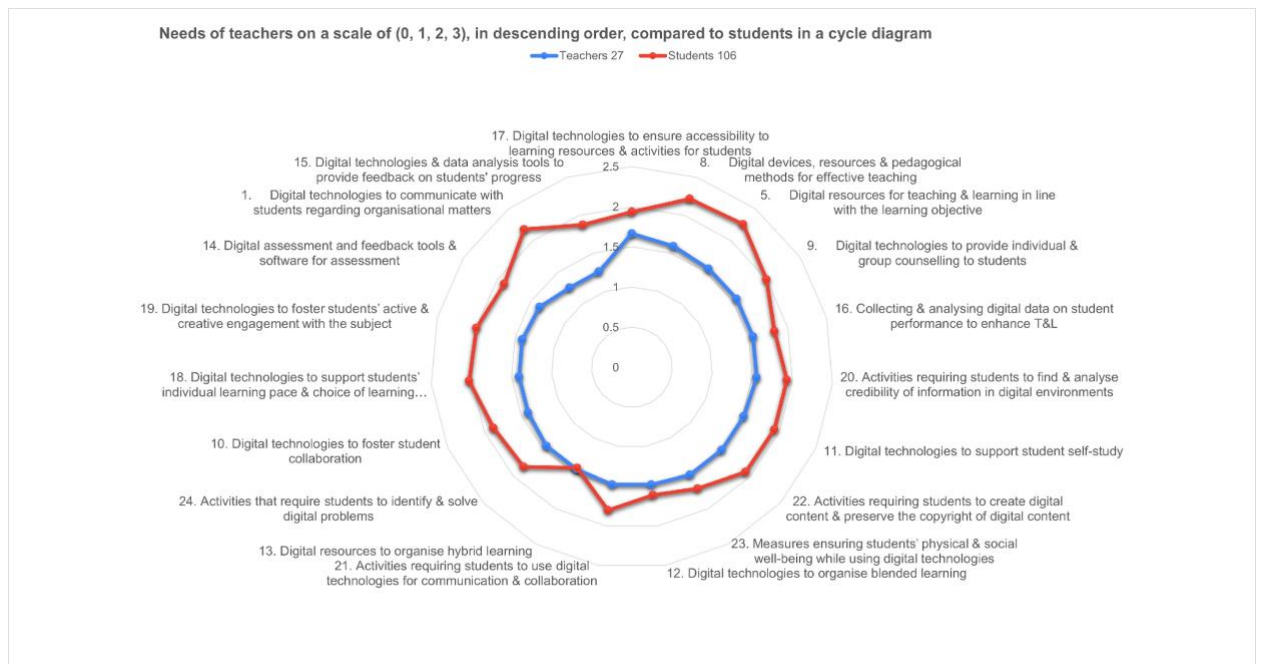 Needs of teachers on a scale of (0, 1, 2, 3), in descending order, compared to students in a cycle diagram
Teachers 27
Students 106
17. Digital technologies to ensure accessibility to
learning resources & activities for students
8. Digital devices, resources & pedagogical
methods for effective teaching
5. Digital resources for teaching & learning in line
with the learning objective
9. Digital technologies to provide individual &
group counselling to students
16. Collecting & analysing digital data on student
performance to enhance T&L
20. Activities requiring students to find & analyse
credibility of information in digital environments
11. Digital technologies to support student self-study
22. Activities requiring students to create digital
content & preserve the copyright of digital content
23. Measures ensuring students' physical & social
well-being while using digital technologies
12. Digital technologies to organise blended learning
21. Activities requiring students to use digital
technologies for communication & collaboration
13. Digital resources to organise hybrid learning
24. Activities that require students to identify & solve
digital problems
10. Digital technologies to foster student
collaboration
18. Digital technologies to support students'
individual learning pace & choice of learning...
19. Digital technologies to foster students' active &
creative engagement with the subject
14. Digital assessment and feedback tools &
software for assessment
1. Digital technologies to communicate with
students regarding organisational matters
15. Digital technologies & data analysis tools to
provide feedback on students' progress
2.5
2
1.5
1
0.5
0